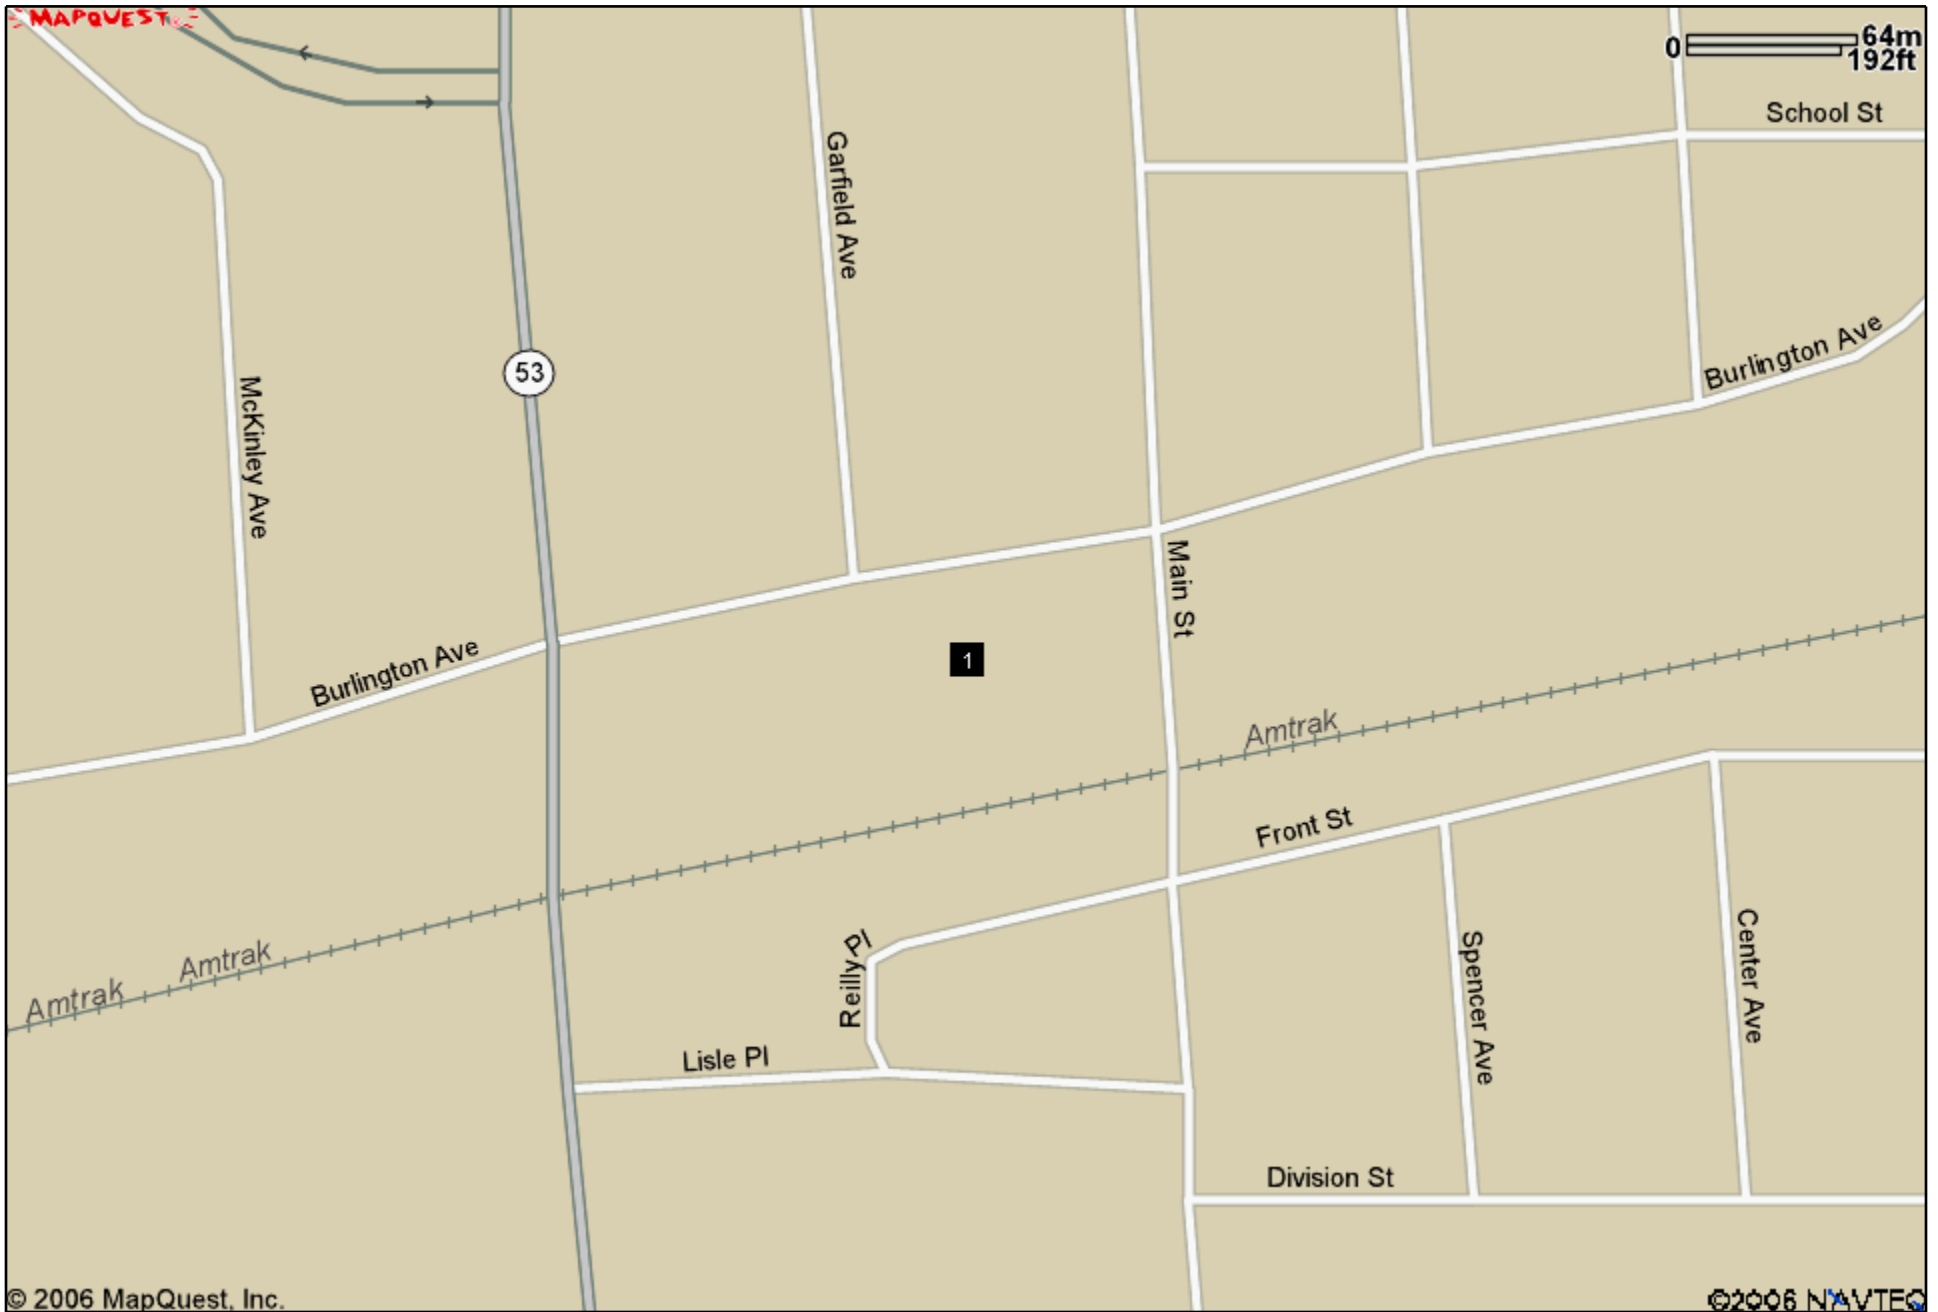 MAPQUEST
0 64m
192ft
School St
Garfield Ave
Burlington Ave
53
McKinley Ave
Main St
Burlington Ave
1
Amtrak
Front St
Amtrak
Amtrak
Reilly Pl
Spencer Ave
Center Ave
Lisle Pl
Division St
© 2006 MapQuest, Inc.
©2006 NAVTEQ